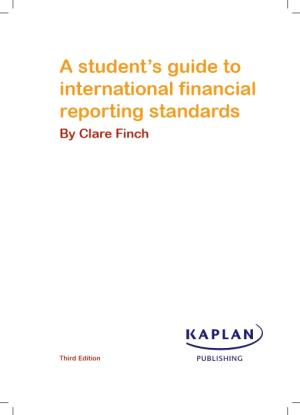 A student’s guide to
international financial
reporting standards
By Clare Finch
KAPLAN
Third Edition
PUBLISHING